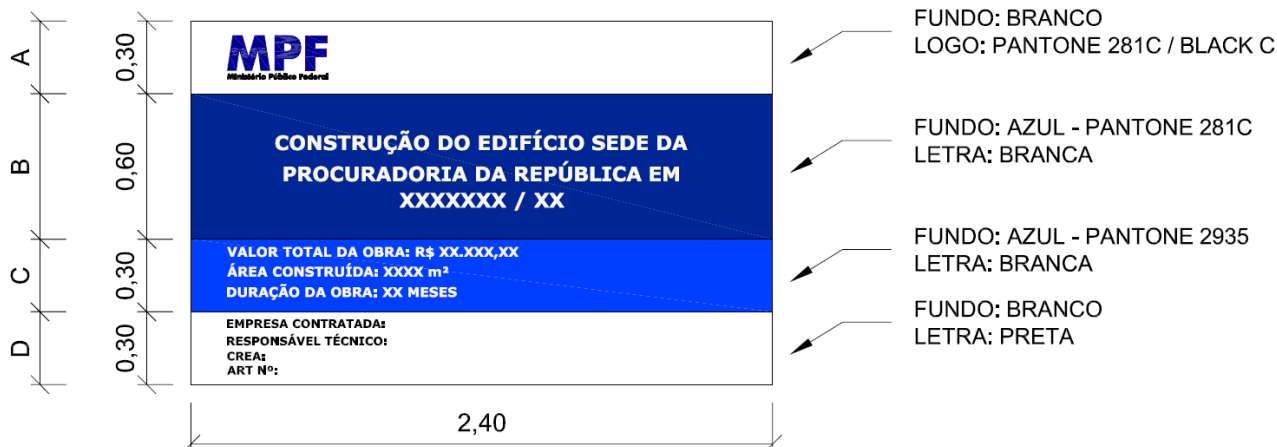 A
0,30
MPF
Ministério Público Federal
FUNDO: BRANCO
LOGO: PANTONE 281C / BLACK C
B
0,60
CONSTRUÇÃO DO EDIFÍCIO SEDE DA
PROCURADORIA DA REPÚBLICA EM
XXXXXXX / XX
FUNDO: AZUL - PANTONE 281C
LETRA: BRANCA
C
0,30
VALOR TOTAL DA OBRA: R$ XX.XXX,XX
ÁREA CONSTRUÍDA: XXXX m²
DURAÇÃO DA OBRA: XX MESES
FUNDO: AZUL - PANTONE 2935
LETRA: BRANCA
D
0,30
EMPRESA CONTRATADA:
RESPONSÁVEL TÉCNICO:
CREA:
ART Nº:
FUNDO: BRANCO
LETRA: PRETA
2,40